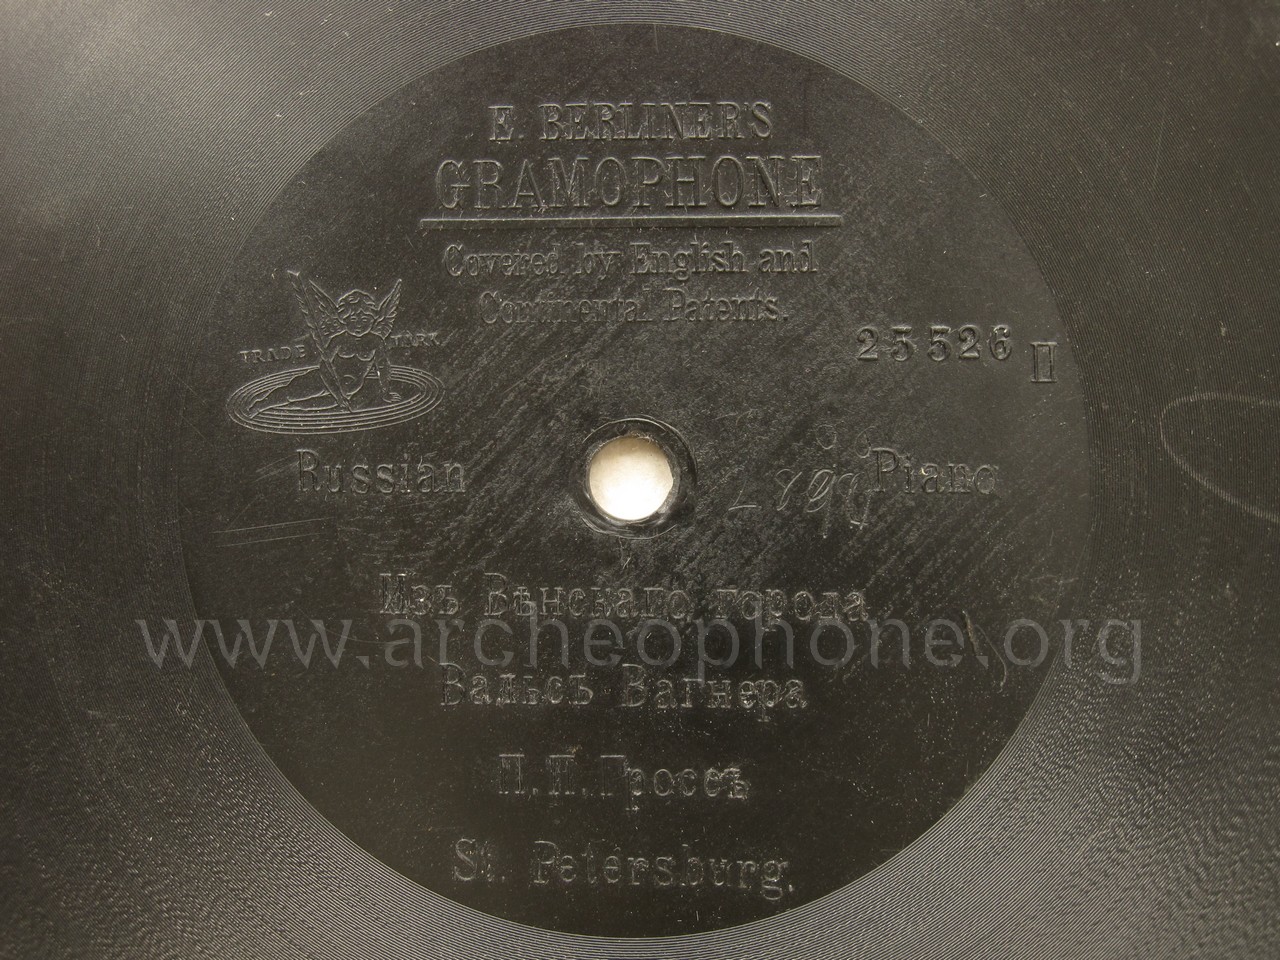 E. BERLINER'S
GRAMOPHONE
Covered by English and
Continental Patents.
TRADE MARK
25526 П
Russian
Piano
Изъ Вѣнскаго города
www.archeophone.org
Вальсъ Вагнера
П.П.Гроссъ
St. Petersburg.